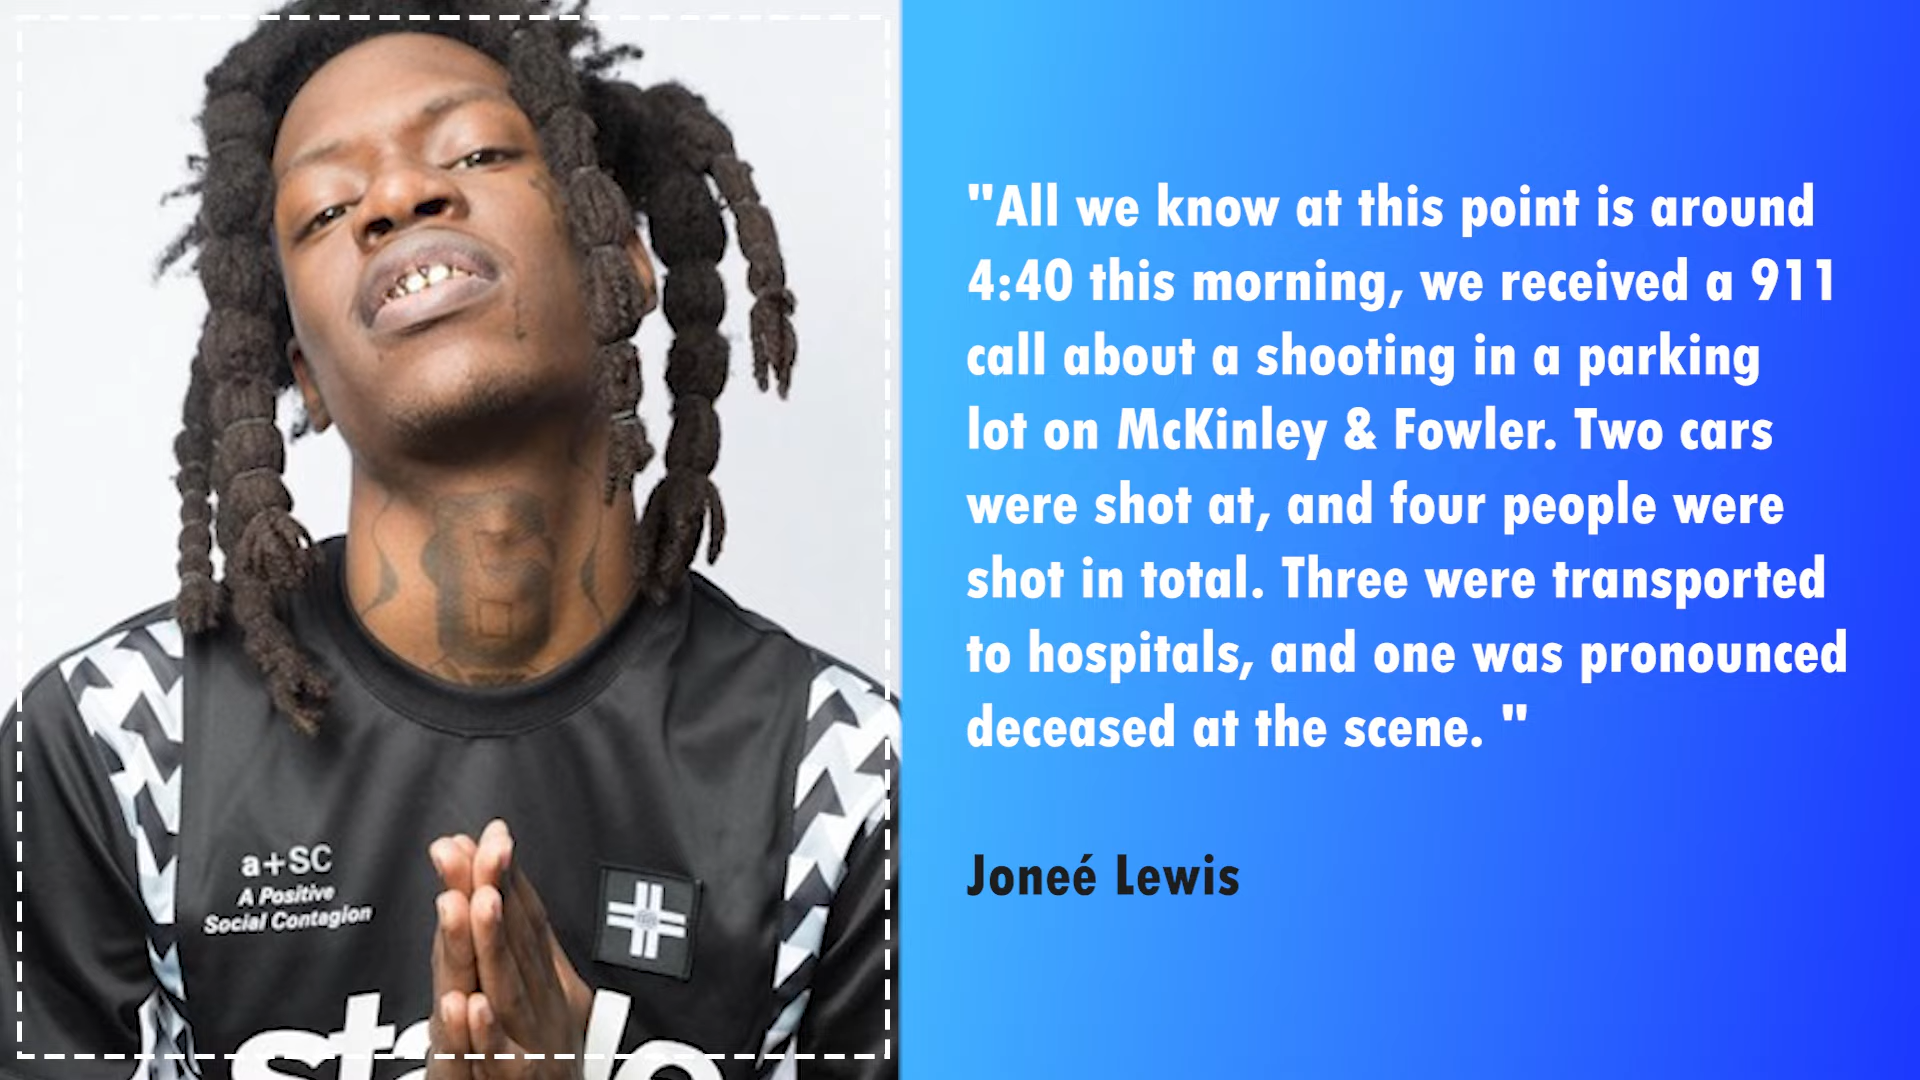 "All we know at this point is around
4:40 this morning, we received a 911
call about a shooting in a parking
lot on McKinley & Fowler. Two cars
were shot at, and four people were
shot in total. Three were transported
to hospitals, and one was pronounced
deceased at the scene. "
Joneé Lewis
a+SC
A Positive
Social Contagion